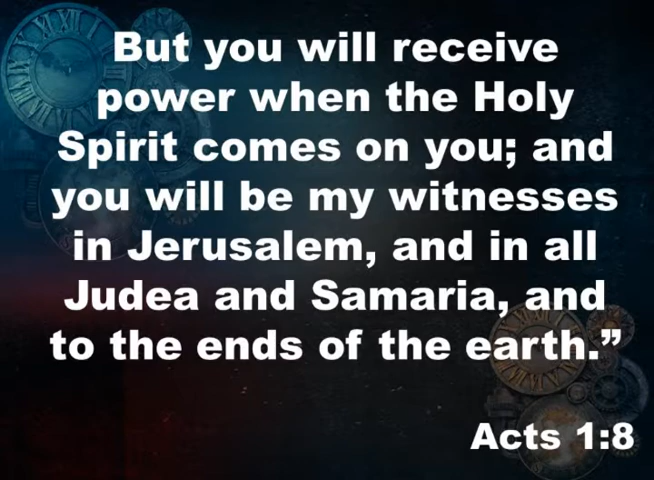 But you will receive
power when the Holy
Spirit comes on you; and
you will be my witnesses
in Jerusalem, and in all
Judea and Samaria, and
to the ends of the earth.”
Acts 1:8